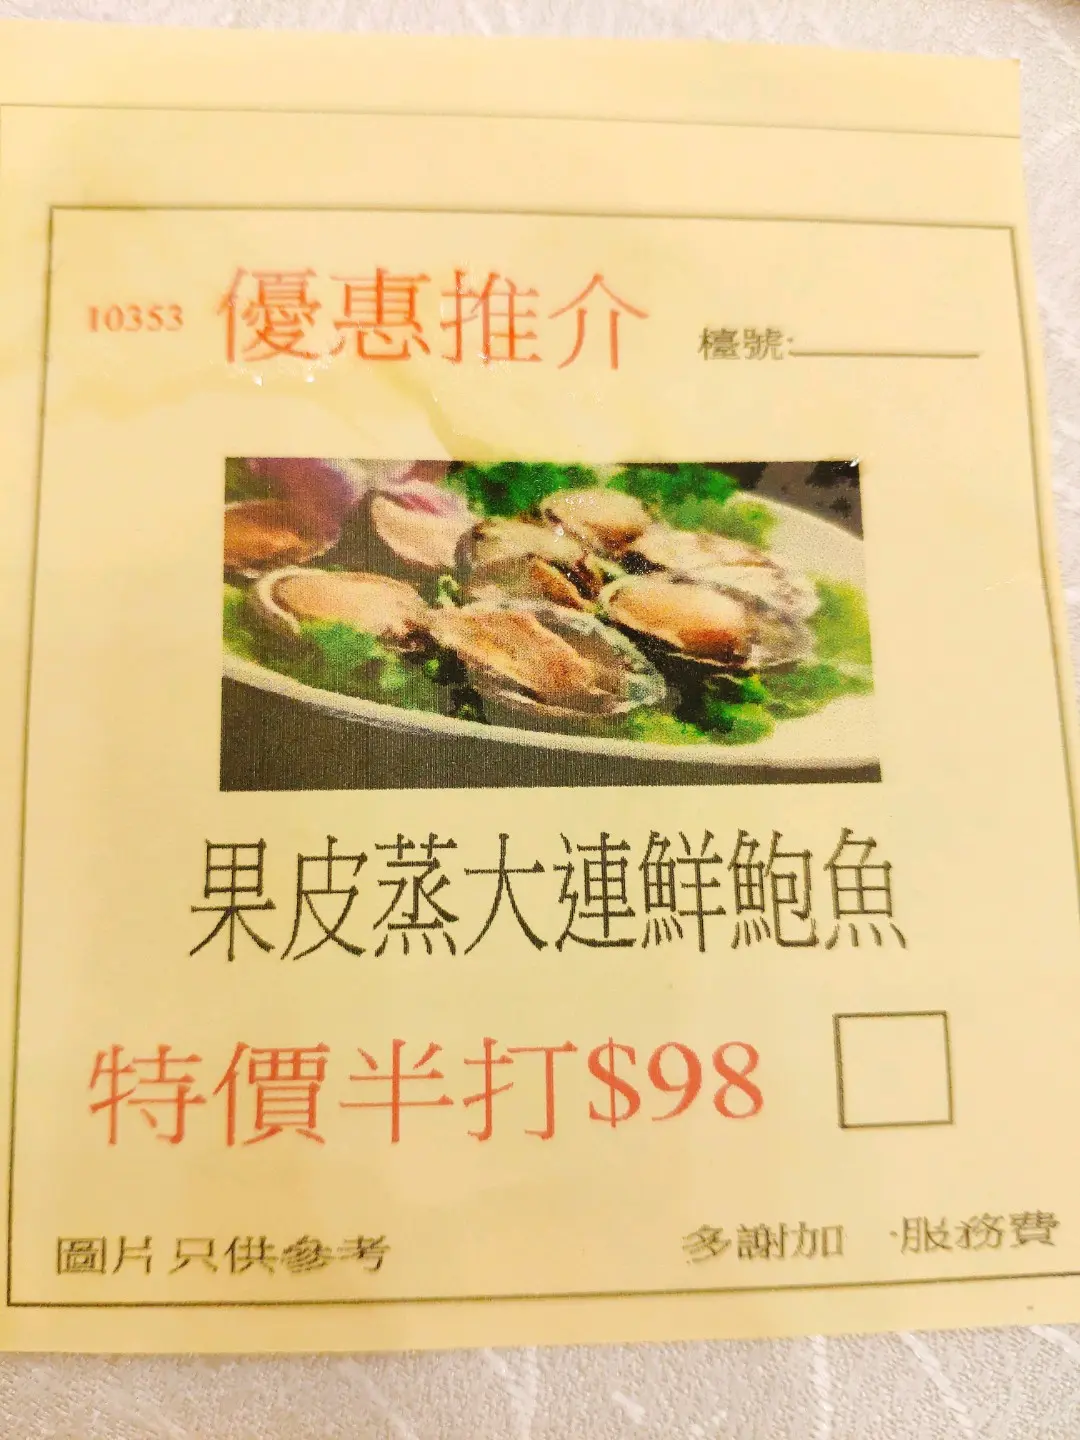 10353 優惠推介 檯號:
果皮蒸大連鮮鮑魚
特價半打$98
圖片只供參考 多謝加 服務費